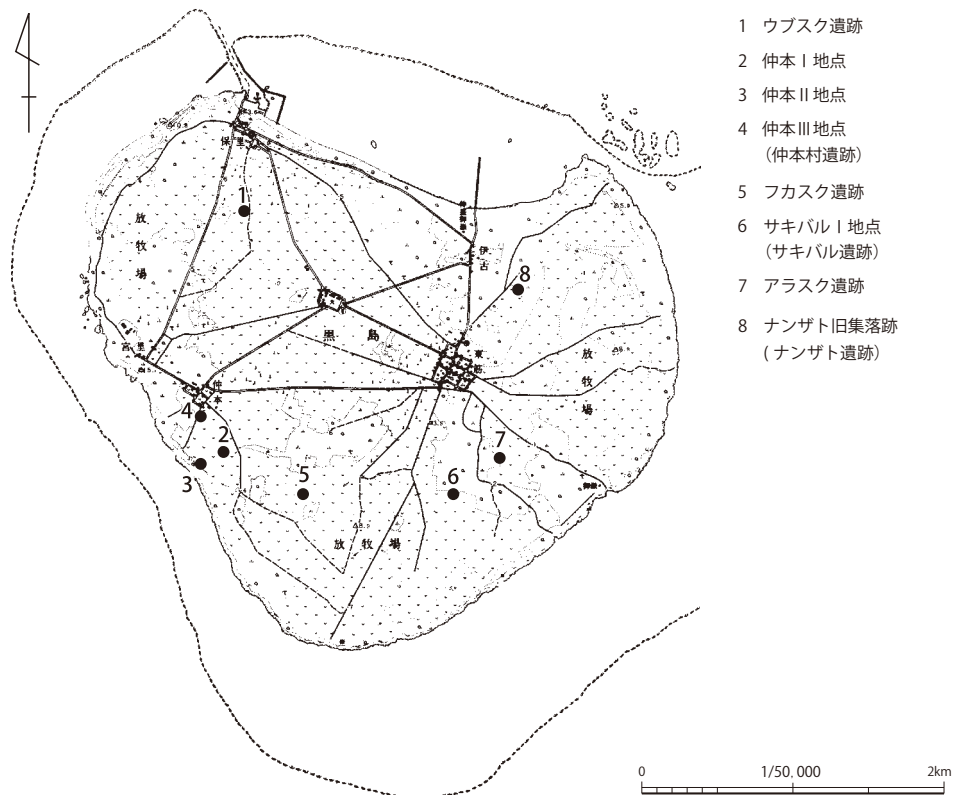 1 ウブスク遺跡
2 仲本Ⅰ地点
3 仲本Ⅱ地点
4 仲本Ⅲ地点
（仲本村遺跡）
5 フカスク遺跡
6 サキバルⅠ地点
（サキバル遺跡）
7 アラスク遺跡
8 ナンザト旧集落跡
( ナンザト遺跡）
保里
1
放牧場
伊古
8
黒島
宮里
東筋
放牧場
仲本
4
2
3
5
6
7
放牧場
0 1/50,000 2km